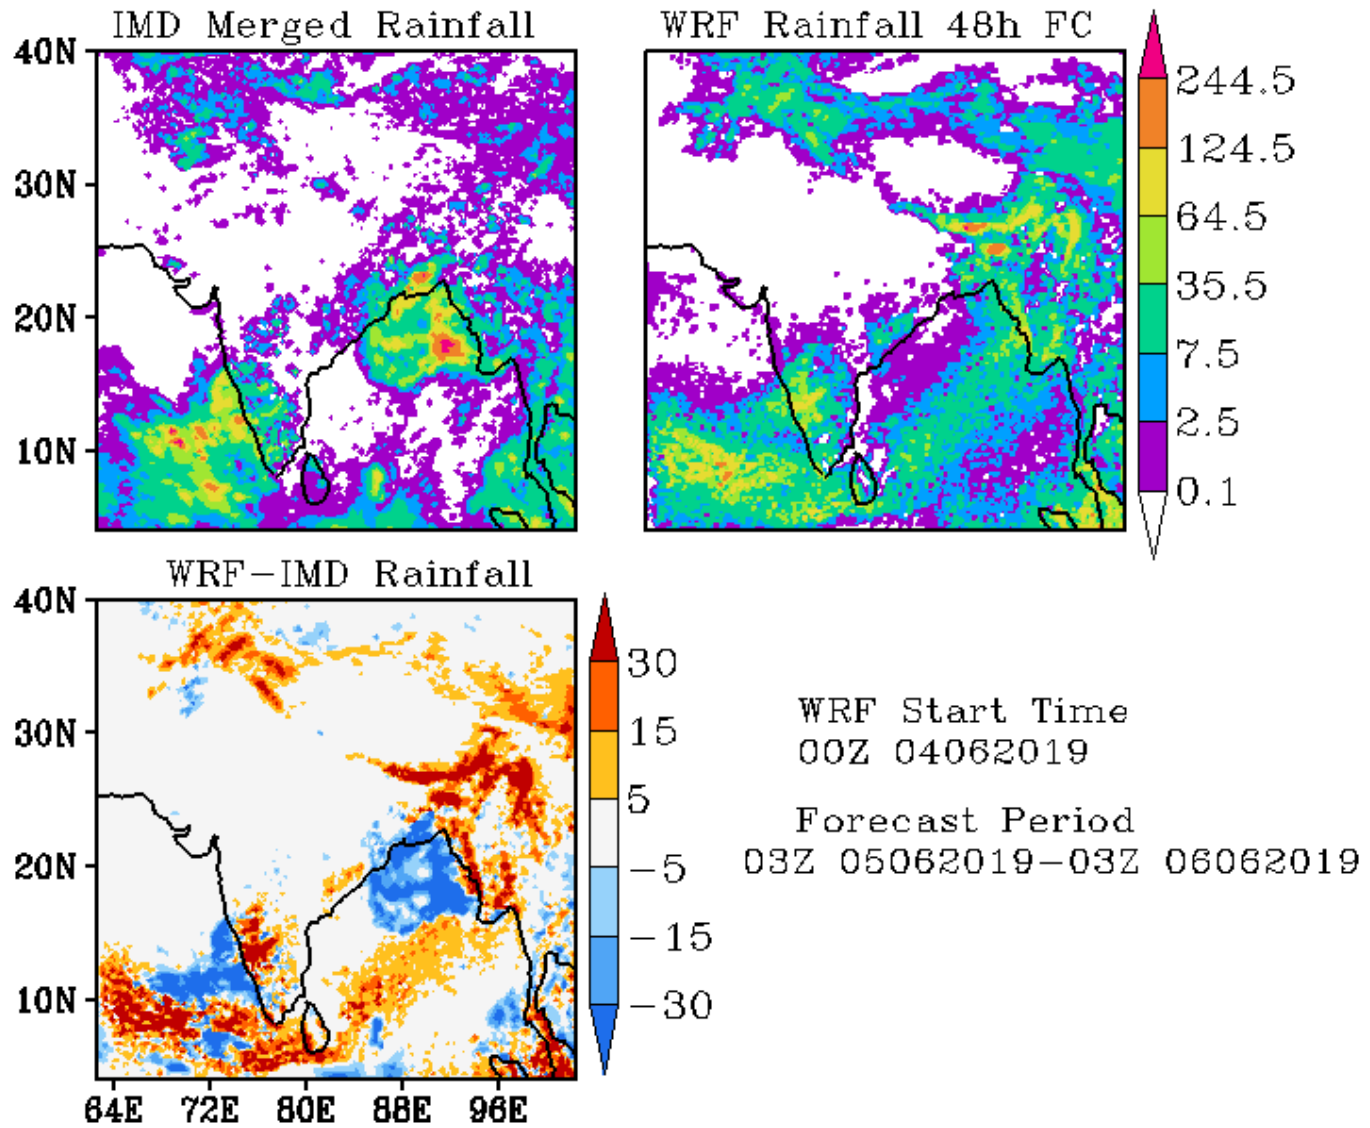 IMD Merged Rainfall
WRF Rainfall 48h FC
40N
30N
20N
10N
244.5
124.5
64.5
35.5
7.5
2.5
0.1
WRF-IMD Rainfall
40N
30N
20N
10N
64E 72E 80E 88E 96E
30
15
5
-5
-15
-30
WRF Start Time
00Z 04062019
Forecast Period
03Z 05062019-03Z 06062019